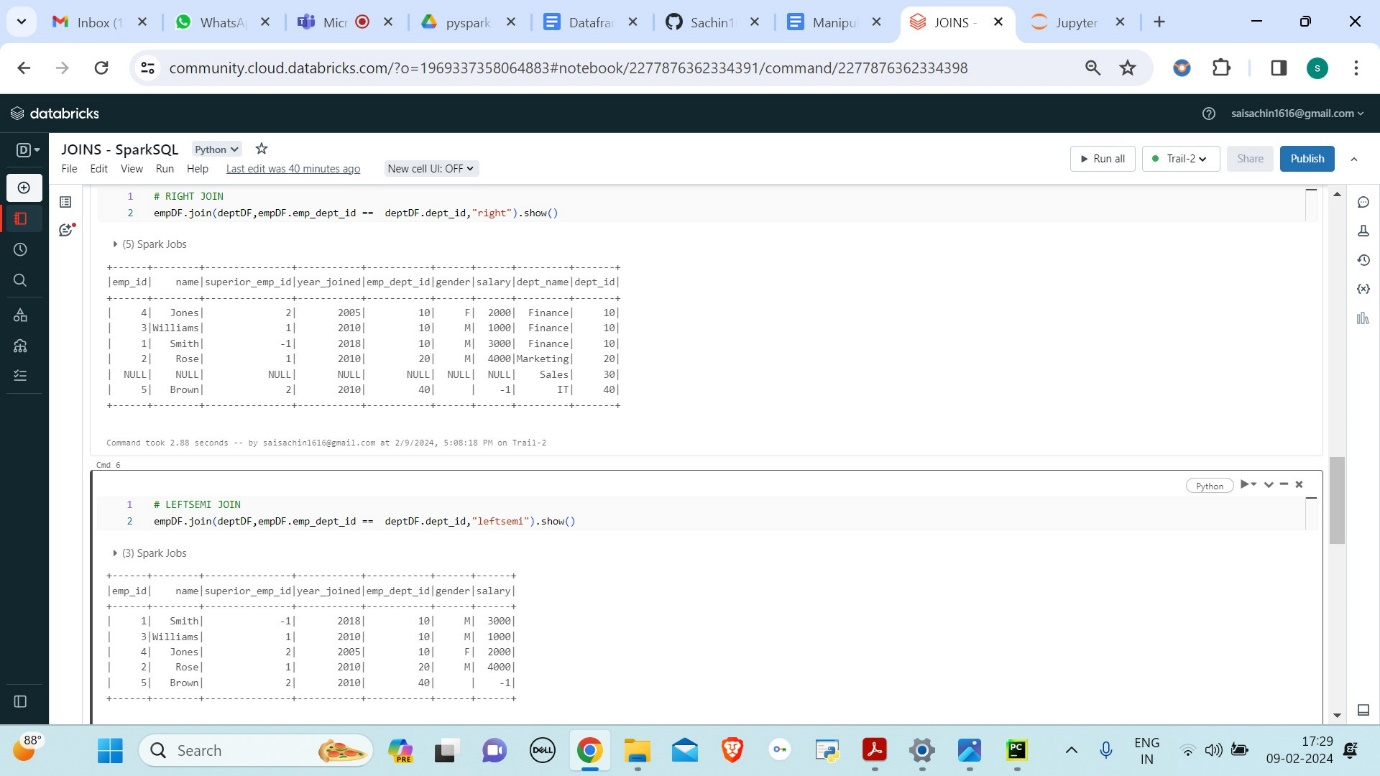 Inbox (1
WhatsA
Mic
pyspark
Datafra
Sachin1
Manipu
JOINS -
Jupyter
community.cloud.databricks.com/?o=1969337358064883#notebook/2277876362334391/command/2277876362334398
S
databricks
saisachin1616@gmail.com
D
JOINS - SparkSQL
Python
File Edit View Run Help Last edit was 40 minutes ago New cell UI: OFF
Run all
Trail-2
Share
Publish
1 # RIGHT JOIN
2 empDF.join(deptDF,empDF.emp_dept_id == deptDF.dept_id,"right").show()
(5) Spark Jobs
+------+--------+---------------+-----------+-----------+------+------+---------+-------+
|emp_id|    name|superior_emp_id|year_joined|emp_dept_id|gender|salary|dept_name|dept_id|
+------+--------+---------------+-----------+-----------+------+------+---------+-------+
|     4|   Jones|              2|       2005|         10|     F|  2000|  Finance|     10|
|     3|Williams|              1|       2010|         10|     M|  1000|  Finance|     10|
|     1|   Smith|             -1|       2018|         10|     M|  3000|  Finance|     10|
|     2|    Rose|              1|       2010|         20|     M|  4000|Marketing|     20|
|  NULL|    NULL|           NULL|       NULL|       NULL|  NULL|  NULL|    Sales|     30|
|     5|   Brown|              2|       2010|         40|      |    -1|       IT|     40|
+------+--------+---------------+-----------+-----------+------+------+---------+-------+
Command took 2.88 seconds -- by saisachin1616@gmail.com at 2/9/2024, 5:08:18 PM on Trail-2
Cmd 6
Python
1 # LEFTSEMI JOIN
2 empDF.join(deptDF,empDF.emp_dept_id == deptDF.dept_id,"leftsemi").show()
(3) Spark Jobs
+------+--------+---------------+-----------+-----------+------+------+
|emp_id|    name|superior_emp_id|year_joined|emp_dept_id|gender|salary|
+------+--------+---------------+-----------+-----------+------+------+
|     1|   Smith|             -1|       2018|         10|     M|  3000|
|     3|Williams|              1|       2010|         10|     M|  1000|
|     4|   Jones|              2|       2005|         10|     F|  2000|
|     2|    Rose|              1|       2010|         20|     M|  4000|
|     5|   Brown|              2|       2010|         40|      |    -1|
+------+--------+---------------+-----------+-----------+------+------+
88°
Search
PRE
DELL
PC
ENG
IN
17:29
09-02-2024